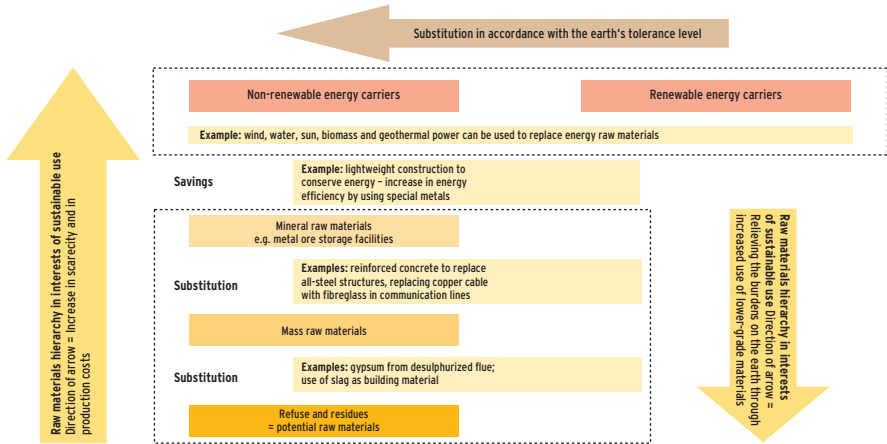 Substitution in accordance with the earth's tolerance level
Non-renewable energy carriers
Renewable energy carriers
Example: wind, water, sun, biomass and geothermal power can be used to replace energy raw materials
Savings
Example: lightweight construction to
conserve energy – increase in energy
efficiency by using special metals
Mineral raw materials
e.g. metal ore storage facilities
Substitution
Examples: reinforced concrete to replace
all-steel structures, replacing copper cable
with fibreglass in communication lines
Mass raw materials
Substitution
Examples: gypsum from desulphurized flue;
use of slag as building material
Refuse and residues
= potential raw materials
Raw materials hierarchy in interests of sustainable use
Direction of arrow = Increase in scarecity and in
production costs
Raw materials hierarchy in interests
of sustainable use Direction of arrow =
Relieving the burdens on the earth through
increased use of lower-grade materials